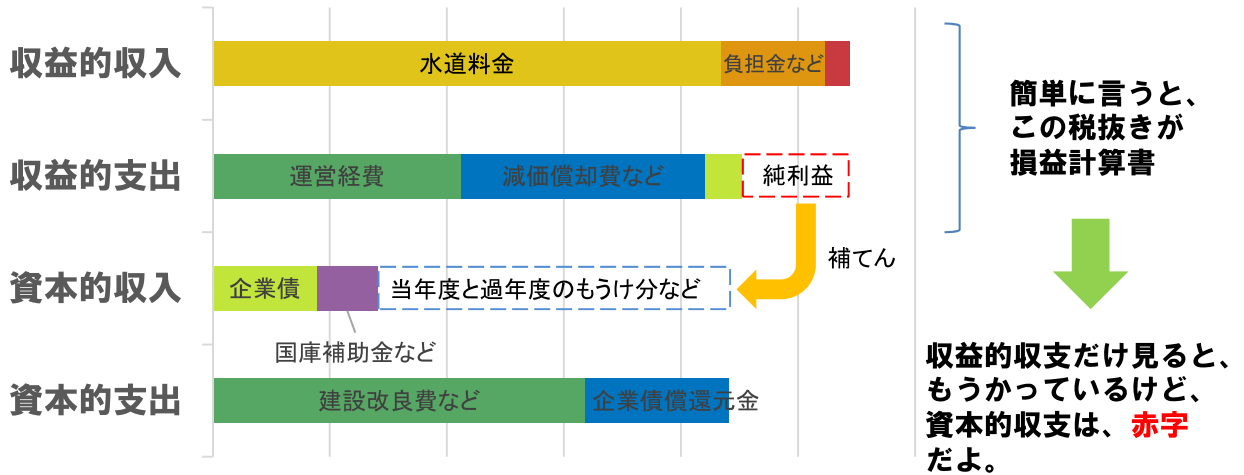 収益的収入
水道料金
負担金など
収益的支出
運営経費
減価償却費など
純利益
資本的収入
企業債
当年度と過年度のもうけ分など
補てん
国庫補助金など
資本的支出
建設改良費など
企業債償還元金
簡単に言うと、
この税抜きが
損益計算書
収益的収支だけ見ると、
もうかっているけど、
資本的収支は、赤字
だよ。